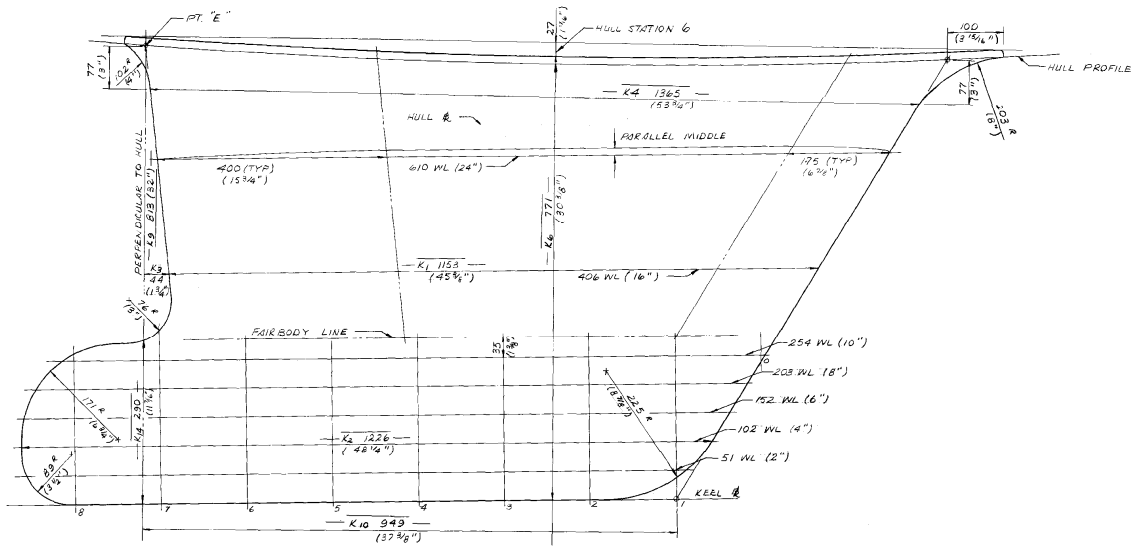 PT. "E"
27
(1 1/16")
HULL STATION 6
100
(3 15/16")
HULL PROFILE
77
(3")
102 R
(4")
K4 1365
(53 3/4")
77
(3")
203 R
(8")
HULL ℄
PARALLEL MIDDLE
400 (TYP)
(15 3/4")
610 WL (24")
175 (TYP)
(6 7/8")
PERPENDICULAR TO HULL
K9 813 (32")
K6 771
(30 3/8")
K3
44
(1 3/4")
K1 1153
(45 3/8")
406 WL (16")
76 *
(3")
FAIRBODY LINE
35
(1 3/8")
254 WL (10")
203 WL (8")
225 R
(8 7/8")
152 WL (6")
171 R
(6 3/4")
K14 290
(11 7/16")
K2 1226
(48 1/4")
102 WL (4")
89 R
(3 1/2")
51 WL (2")
KEEL ℄
8 7 6 5 4 3 2 1
K10 949
(37 3/8")